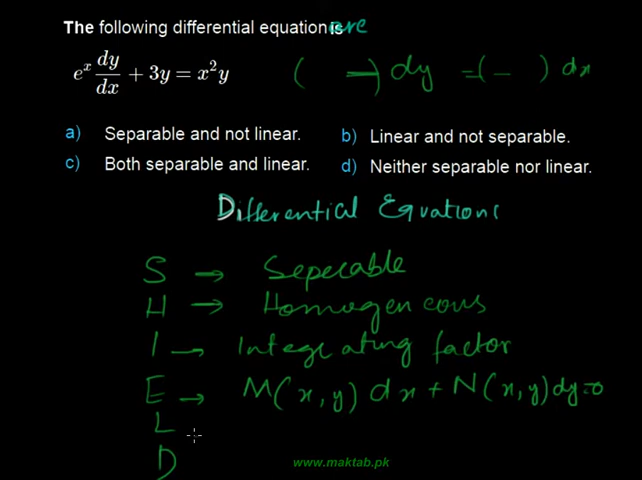 The following differential equation is are
e^x dy/dx + 3y = x²y ( —) dy =(- ) dx
a) Separable and not linear. b) Linear and not separable.
c) Both separable and linear. d) Neither separable nor linear.
Differential Equations
S → Seperable
H → Homogeneous
I → Integrating factor
E → M(x,y) dx + N(x,y)dy=0
L
D
www.maktab.pk